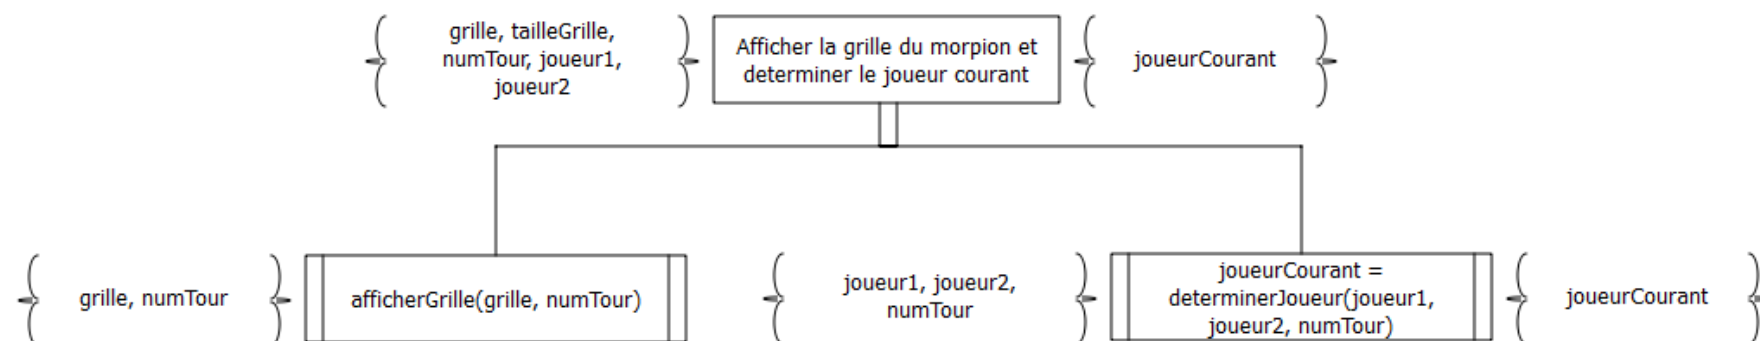 grille, tailleGrille,
numTour, joueur1,
joueur2
Afficher la grille du morpion et
determiner le joueur courant
joueurCourant
grille, numTour
afficherGrille(grille, numTour)
joueur1, joueur2,
numTour
joueurCourant =
determinerJoueur(joueur1,
joueur2, numTour)
joueurCourant